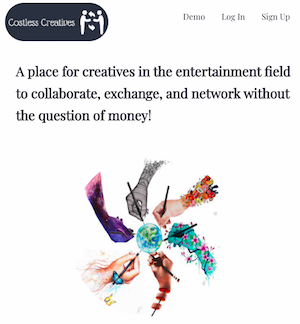 Costless Creatives
Demo Log In Sign Up
A place for creatives in the entertainment field
to collaborate, exchange, and network without
the question of money!